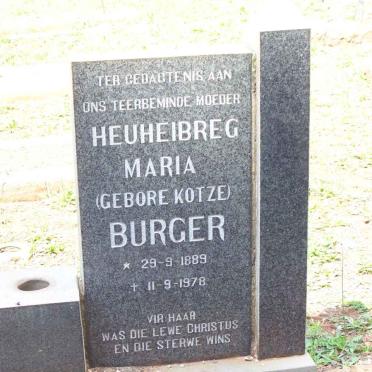 TER GEDAGTENIS AAN
ONS TEERBEMINDE MOEDER
HEUHEIBREG
MARIA
(GEBORE KOTZE)
BURGER
* 29-9-1889
† 11-9-1978
VIR HAAR
WAS DIE LEWE CHRISTUS
EN DIE STERWE WINS